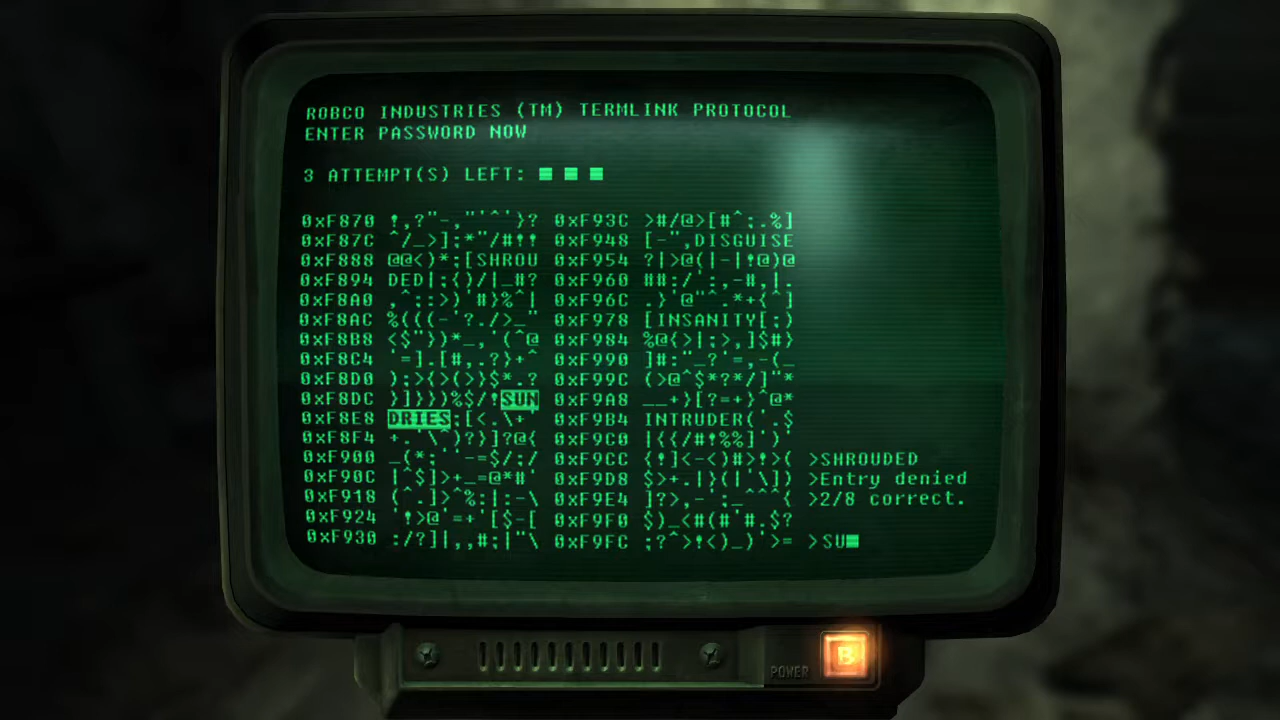 ROBCO INDUSTRIES (TM) TERMLINK PROTOCOL
ENTER PASSWORD NOW
3 ATTEMPT(S) LEFT:
0xF870 !,?"-,"'^'}? 0xF93C >#/@>[#^;.%]
0xF87C ^/_>];*"/#!! 0xF948 [-",DISGUISE
0xF888 @@<)*;[SHROU 0xF954 ?|>@(|-|!@)@
0xF894 DED|;{)/|_#? 0xF960 ##:/';,-#,|.
0xF8A0 ,^;:>)'#}%^| 0xF96C .}'@"^.*+{^]
0xF8AC %(((-'?./>_" 0xF978 [INSANITY[;)
0xF8B8 <$"})*_,'(^@ 0xF984 %@{>|;>,]$#}
0xF8C4 '=].[#,.?}+^ 0xF990 ]#:"_?'=,-(_
0xF8D0 );>{>(>}$*.? 0xF99C (>@^$*?*/]"*
0xF8DC }]}})%$/!SUN 0xF9A8 __+}[?=+}^@*
0xF8E8 DRIES;[<.\+' 0xF9B4 INTRUDER('.$
0xF8F4 +.'\^)?}]?@{ 0xF9C0 |{{/#!%%]')'
0xF900 _(*;''-=$/;/ 0xF9CC {!]<-<)#>!>( >SHROUDED
0xF90C |^$]>+_=@*#' 0xF9D8 $>+.|}(|'\]) >Entry denied
0xF918 (^.]>^%:|:-\ 0xF9E4 ]?>,-';_^^^{ >2/8 correct.
0xF924 '!>@'=+'[$-[ 0xF9F0 $)_<#(#'#.$?
0xF930 :/?]|,,#;|"\ 0xF9FC ;?^>!<)_)'>= >SU
POWER
B